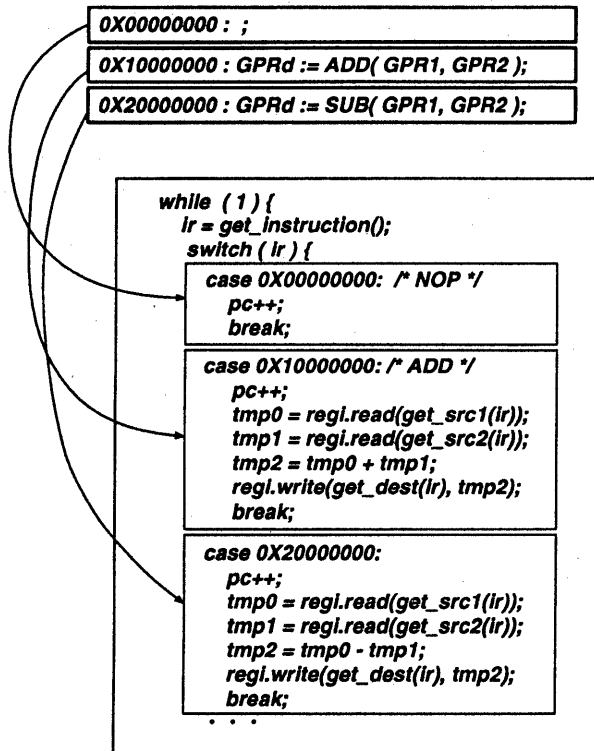 0X00000000 : ;
0X10000000 : GPRd := ADD( GPR1, GPR2 );
0X20000000 : GPRd := SUB( GPR1, GPR2 );
while ( 1 ) {
ir = get_instruction();
switch ( ir ) {
case 0X00000000: /* NOP */
pc++;
break;
case 0X10000000: /* ADD */
pc++;
tmp0 = regi.read(get_src1(ir));
tmp1 = regi.read(get_src2(ir));
tmp2 = tmp0 + tmp1;
regi.write(get_dest(ir), tmp2);
break;
case 0X20000000:
pc++;
tmp0 = regi.read(get_src1(ir));
tmp1 = regi.read(get_src2(ir));
tmp2 = tmp0 - tmp1;
regi.write(get_dest(ir), tmp2);
break;
. . .